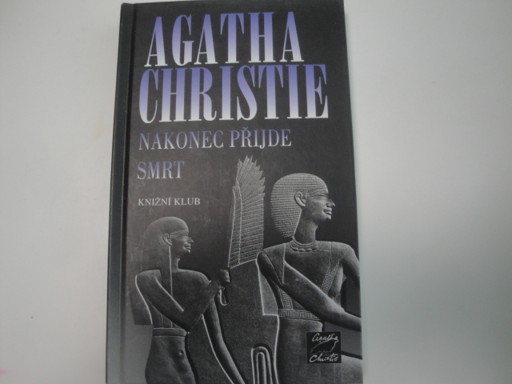 AGATHA
CHRISTIE
NAKONEC PŘIJDE
SMRT
KNIŽNÍ KLUB
Agatha
Christie